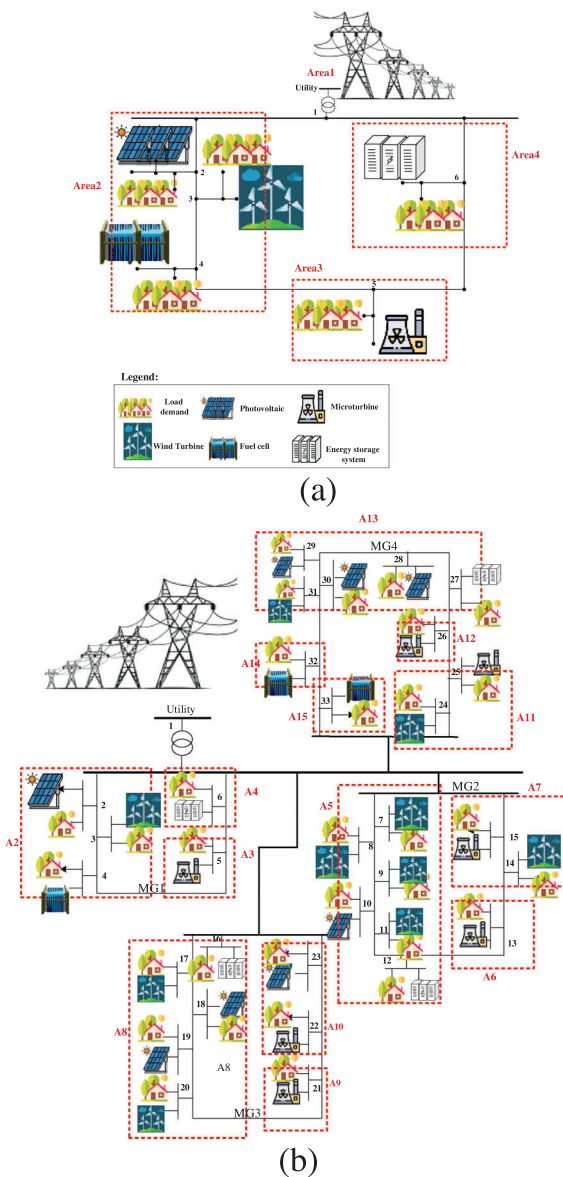 Area1
Utility
1
Area2
2
3
4
6
Area4
Area3
5
Legend:
Load demand
Photovoltaic
Microturbine
Wind Turbine
Fuel cell
Energy storage system
(a)
A13
MG4
29
28
30
27
31
26
A12
A14
32
25
33
24
A15
A11
Utility
1
A4
MG2
A7
A5
2
6
7
A2
3
8
15
A3
14
4
5
9
MG1
10
11
13
12
A6
16
17
23
18
A8
22
A10
19
A8
A9
20
21
MG3
(b)